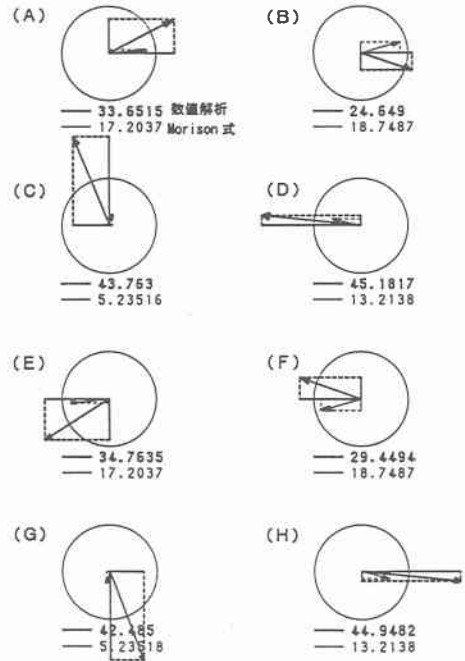 (A)
33.6515 数値解析
17.2037 Morison 式
(B)
24.649
18.7487
(C)
43.763
5.23516
(D)
45.1817
13.2138
(E)
34.7635
17.2037
(F)
29.4494
18.7487
(G)
42.485
5.23518
(H)
44.9482
13.2138